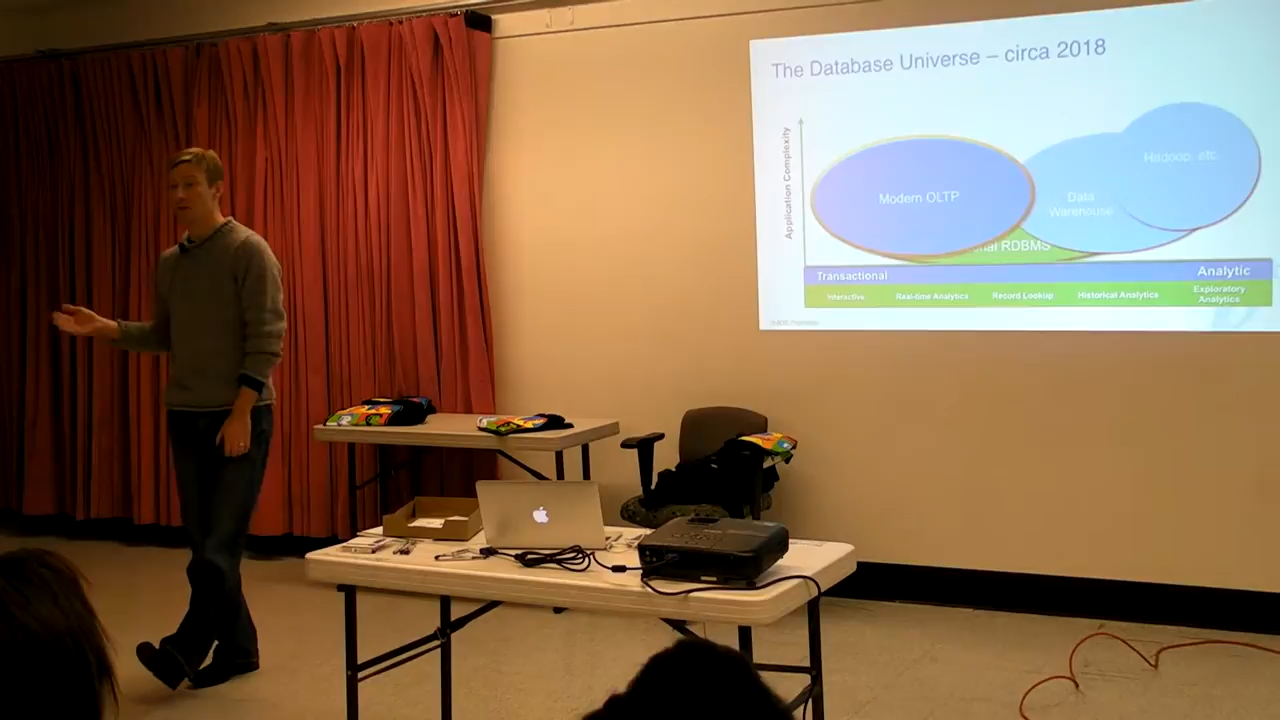 The Database Universe – circa 2018
Application Complexity
Modern OLTP
Data
Warehouse
Hadoop, etc.
RDBMS
Transactional
Analytic
Interactive
Real-time Analytics
Record Lookup
Historical Analytics
Exploratory
Analytics